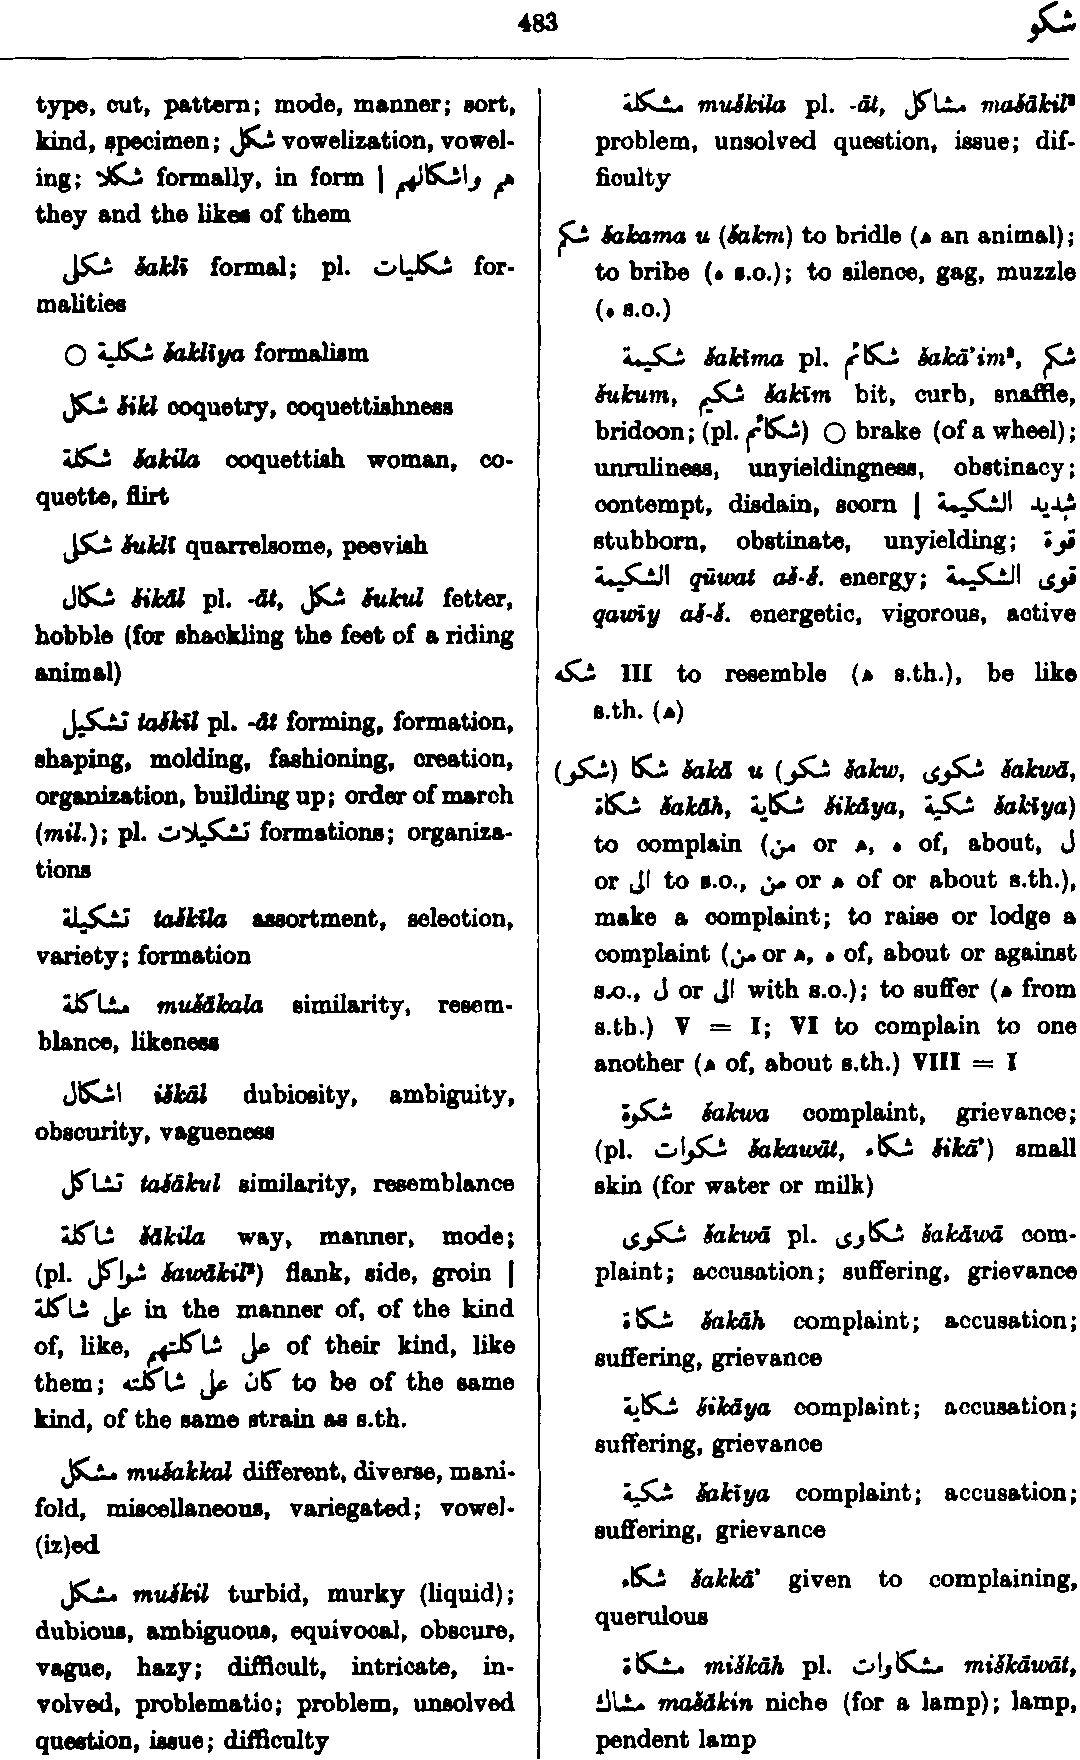 483
شكو
type, cut, pattern; mode, manner; sort,
kind, specimen; شكل vowelization, vowel-
ing; شكلا formally, in form | هم واشكالهم
they and the likes of them
شكلى šaklī formal; pl. شكليات for-
malities
○ شكلية šaklīya formalism
شكل šikl coquetry, coquettishness
شكلة šakila coquettish woman, co-
quette, flirt
شكلى šuklī quarrelsome, peevish
شكال šikāl pl. -āt, شكل šukul fetter,
hobble (for shackling the feet of a riding
animal)
تشكيل taškīl pl. -āt forming, formation,
shaping, molding, fashioning, creation,
organization, building up; order of march
(mil.); pl. تشكيلات formations; organiza-
tions
تشكيلة taškīla assortment, selection,
variety; formation
مشاكلة mušākala similarity, resem-
blance, likeness
اشكال iškāl dubiosity, ambiguity,
obscurity, vagueness
تشاكل tašākul similarity, resemblance
شاكلة šākila way, manner, mode;
(pl. شواكل šawākil²) flank, side, groin |
على شاكلة in the manner of, of the kind
of, like, على شاكلتهم of their kind, like
them; كان على شاكلته to be of the same
kind, of the same strain as s.th.
مشكل mušakkal different, diverse, mani-
fold, miscellaneous, variegated; vowel-
(iz)ed
مشكل muškil turbid, murky (liquid);
dubious, ambiguous, equivocal, obscure,
vague, hazy; difficult, intricate, in-
volved, problematic; problem, unsolved
question, issue; difficulty
مشكلة muškila pl. -āt, مشاكل mašākil²
problem, unsolved question, issue; dif-
ficulty
شكم šakama u (šakm) to bridle (ﻫ an animal);
to bribe (ه s.o.); to silence, gag, muzzle
(ه s.o.)
شكيمة šakīma pl. شكائم šakā'im², شكم
šukum, شكيم šakīm bit, curb, snaffle,
bridoon; (pl. شكائم) ○ brake (of a wheel);
unruliness, unyieldingness, obstinacy;
contempt, disdain, scorn | شديد الشكيمة
stubborn, obstinate, unyielding; قوة
الشكيمة qūwat aš-š. energy; قوى الشكيمة
qawīy aš-š. energetic, vigorous, active
شكه III to resemble (ﻫ s.th.), be like
s.th. (ﻫ)
(شكو) شكا šakā u (شكو šakw, شكوى šakwā,
شكاة šakāh, شكاية šikāya, شكية šakīya)
to complain (من or ﻫ, ه of, about, ل
or الى to s.o., من or ﻫ of or about s.th.),
make a complaint; to raise or lodge a
complaint (من or ﻫ, ه of, about or against
s.o., ل or الى with s.o.); to suffer (ﻫ from
s.th.) V = I; VI to complain to one
another (ﻫ of, about s.th.) VIII = I
شكوة šakwa complaint, grievance;
(pl. شكوات šakawāt, شكاء šikā') small
skin (for water or milk)
شكوى šakwā pl. شكاوى šakāwā com-
plaint; accusation; suffering, grievance
شكاة šakāh complaint; accusation;
suffering, grievance
شكاية šikāya complaint; accusation;
suffering, grievance
شكية šakīya complaint; accusation;
suffering, grievance
شكاء šakkā' given to complaining,
querulous
مشكاة miškāh pl. مشكاوات miškāwāt,
مشاك mašākin niche (for a lamp); lamp,
pendent lamp